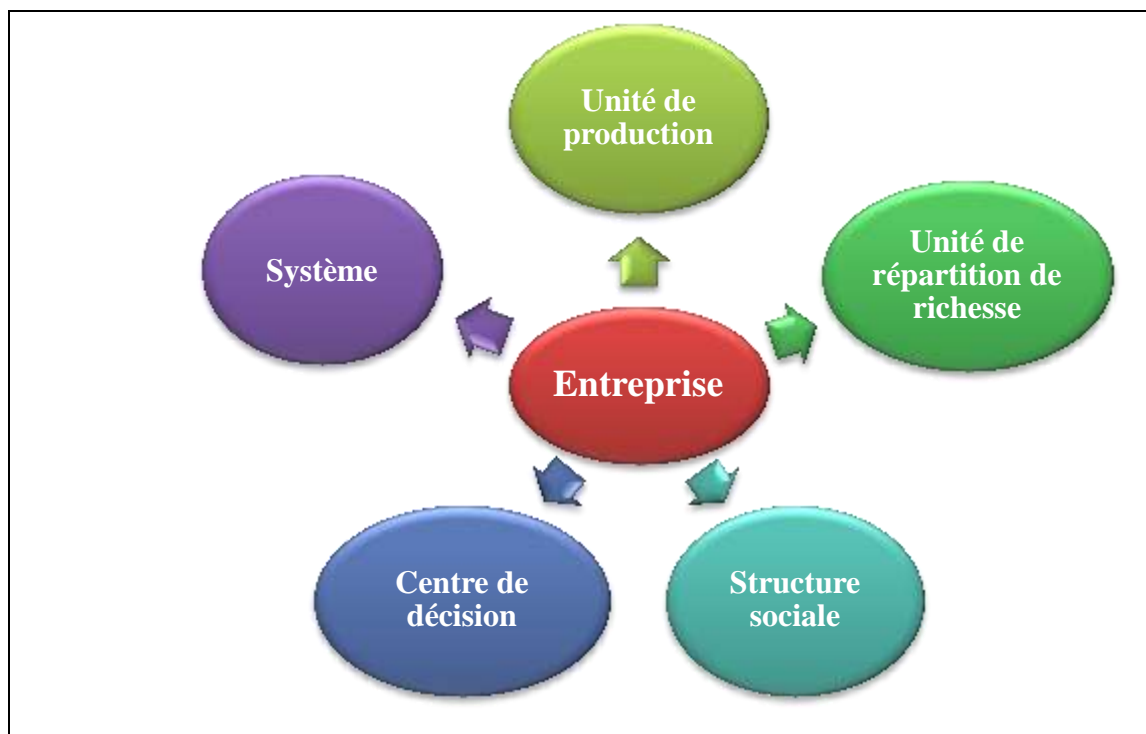 Unité de
production
Système
Unité de
répartition de
richesse
Entreprise
Centre de
décision
Structure
sociale